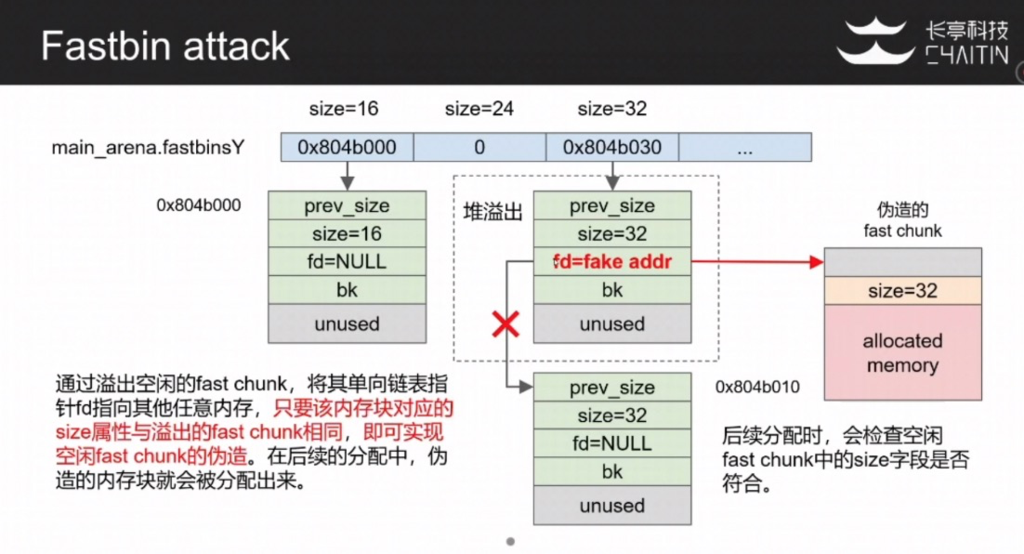 Fastbin attack
长亭科技
CHAITIN
size=16
size=24
size=32
main_arena.fastbinsY
0x804b000
0
0x804b030
...
0x804b000
prev_size
size=16
fd=NULL
bk
unused
堆溢出
prev_size
size=32
fd=fake addr
bk
unused
伪造的
fast chunk
size=32
allocated
memory
prev_size
size=32
fd=NULL
bk
unused
0x804b010
通过溢出空闲的fast chunk，将其单向链表指
针fd指向其他任意内存，只要该内存块对应的
size属性与溢出的fast chunk相同，即可实现
空闲fast chunk的伪造。在后续的分配中，伪
造的内存块就会被分配出来。
后续分配时，会检查空闲
fast chunk中的size字段是否
符合。